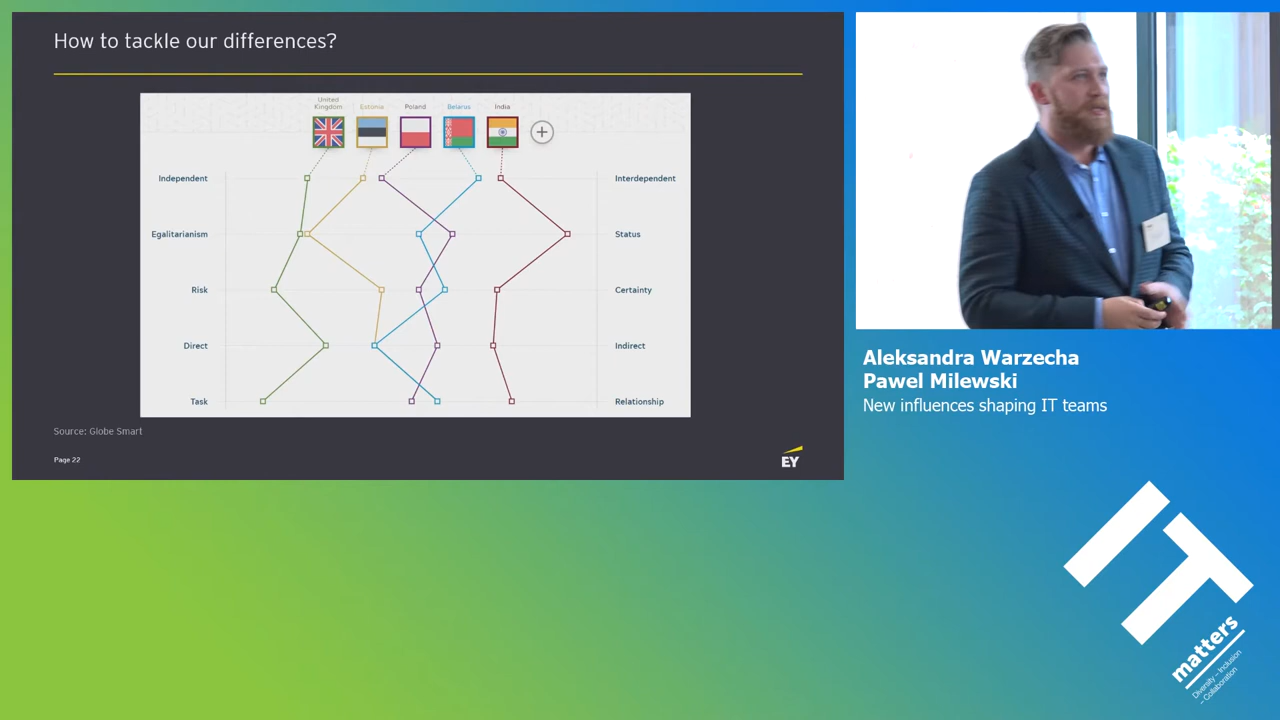 How to tackle our differences?
United
Kingdom
Estonia
Poland
Belarus
India
Independent
Interdependent
Egalitarianism
Status
Risk
Certainty
Direct
Indirect
Task
Relationship
Source: Globe Smart
Page 22
EY
Aleksandra Warzecha
Pawel Milewski
New influences shaping IT teams
IT
matters
Diversity – Inclusion
– Collaboration